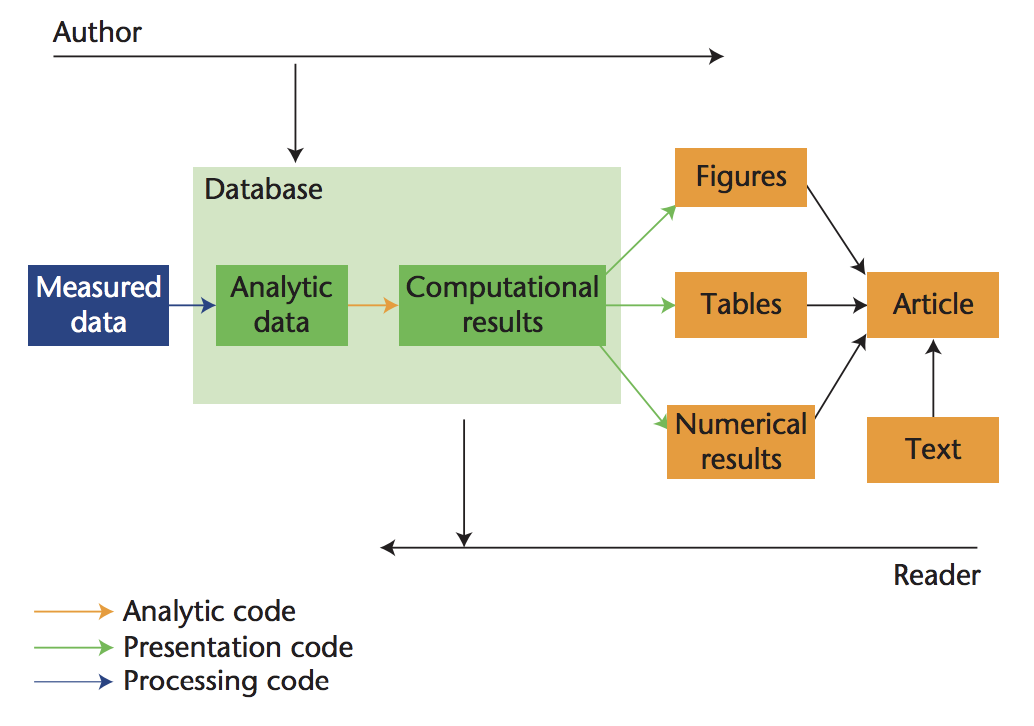 Author
Database
Figures
Measured
data
Analytic
data
Computational
results
Tables
Article
Numerical
results
Text
Reader
Analytic code
Presentation code
Processing code